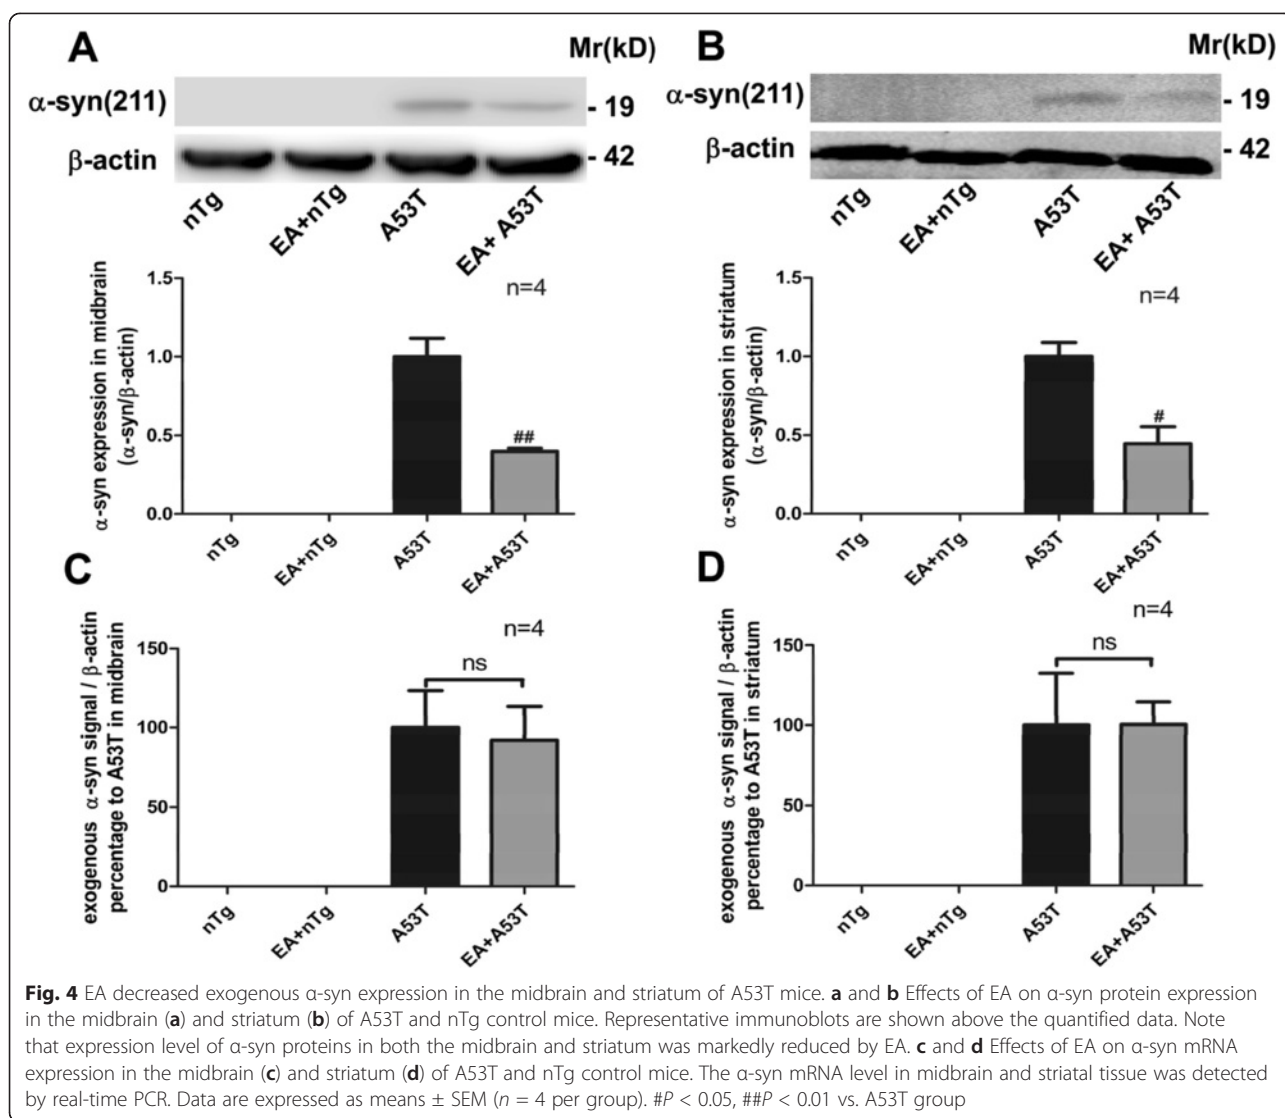 A
Mr(kD)
α-syn(211)
- 19
β-actin
- 42
nTg
EA+nTg
A53T
EA+ A53T
α-syn expression in midbrain
(α-syn/β-actin)
1.5
1.0
0.5
0.0
n=4
##
nTg
EA+nTg
A53T
EA+A53T
B
Mr(kD)
α-syn(211)
- 19
β-actin
- 42
nTg
EA+nTg
A53T
EA+ A53T
α-syn expression in striatum
(α-syn/β-actin)
1.5
1.0
0.5
0.0
n=4
#
nTg
EA+nTg
A53T
EA+A53T
C
exogenous α-syn signal / β-actin
percentage to A53T in midbrain
150
100
50
0
n=4
ns
nTg
EA+nTg
A53T
EA+A53T
D
exogenous α-syn signal / β-actin
percentage to A53T in striatum
150
100
50
0
n=4
ns
nTg
EA+nTg
A53T
EA+A53T
Fig. 4 EA decreased exogenous α-syn expression in the midbrain and striatum of A53T mice. a and b Effects of EA on α-syn protein expression
in the midbrain (a) and striatum (b) of A53T and nTg control mice. Representative immunoblots are shown above the quantified data. Note
that expression level of α-syn proteins in both the midbrain and striatum was markedly reduced by EA. c and d Effects of EA on α-syn mRNA
expression in the midbrain (c) and striatum (d) of A53T and nTg control mice. The α-syn mRNA level in midbrain and striatal tissue was detected
by real-time PCR. Data are expressed as means ± SEM (n = 4 per group). #P < 0.05, ##P < 0.01 vs. A53T group